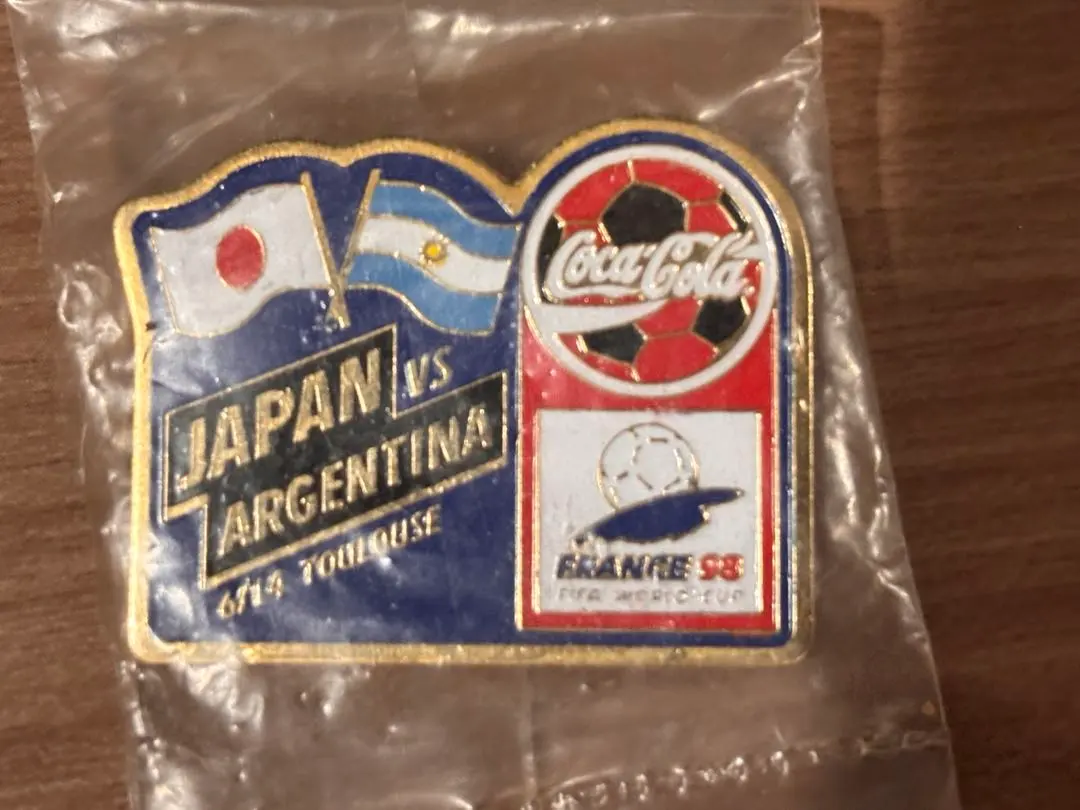 JAPAN VS
ARGENTINA
6/14 TOULOUSE
Coca-Cola
FRANCE 98
FIFA WORLD CUP